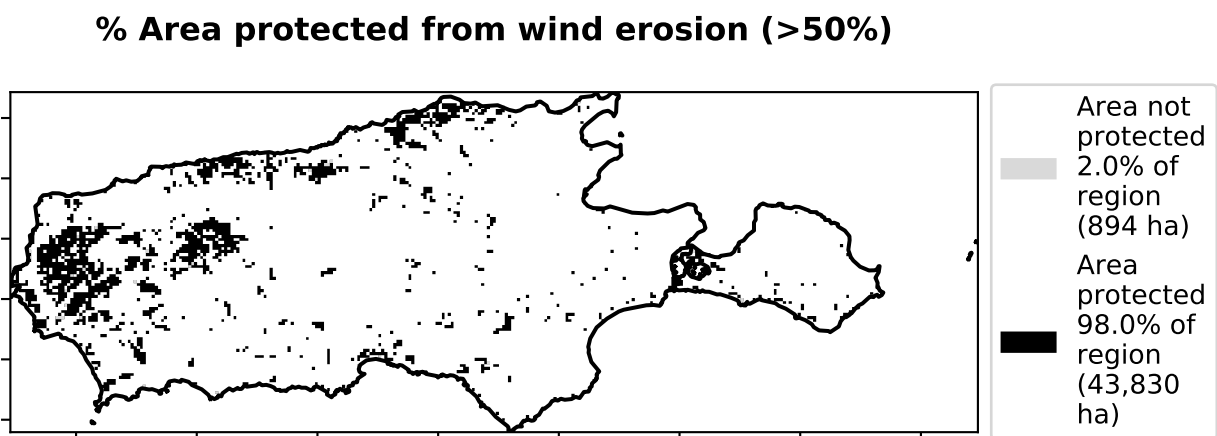 % Area protected from wind erosion (>50%)
Area not
protected
2.0% of
region
(894 ha)
Area
protected
98.0% of
region
(43,830
ha)